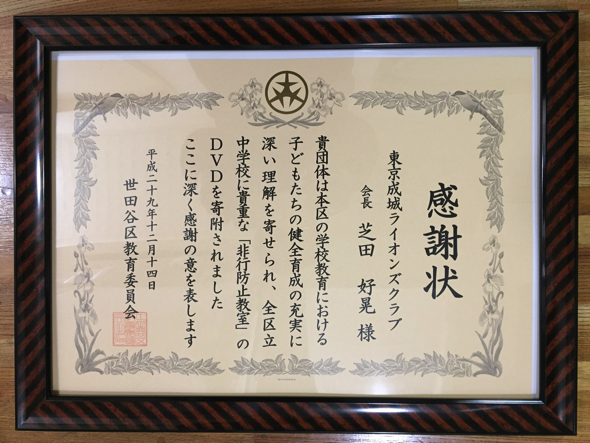 感謝状
東京成城ライオンズクラブ
会長 芝田 好晃 様
貴団体は本区の学校教育における
子どもたちの健全育成の充実に
深い理解を寄せられ、全区立
中学校に貴重な「非行防止教室」の
DVDを寄附されました
ここに深く感謝の意を表します
平成二十九年十二月十四日
世田谷区教育委員会